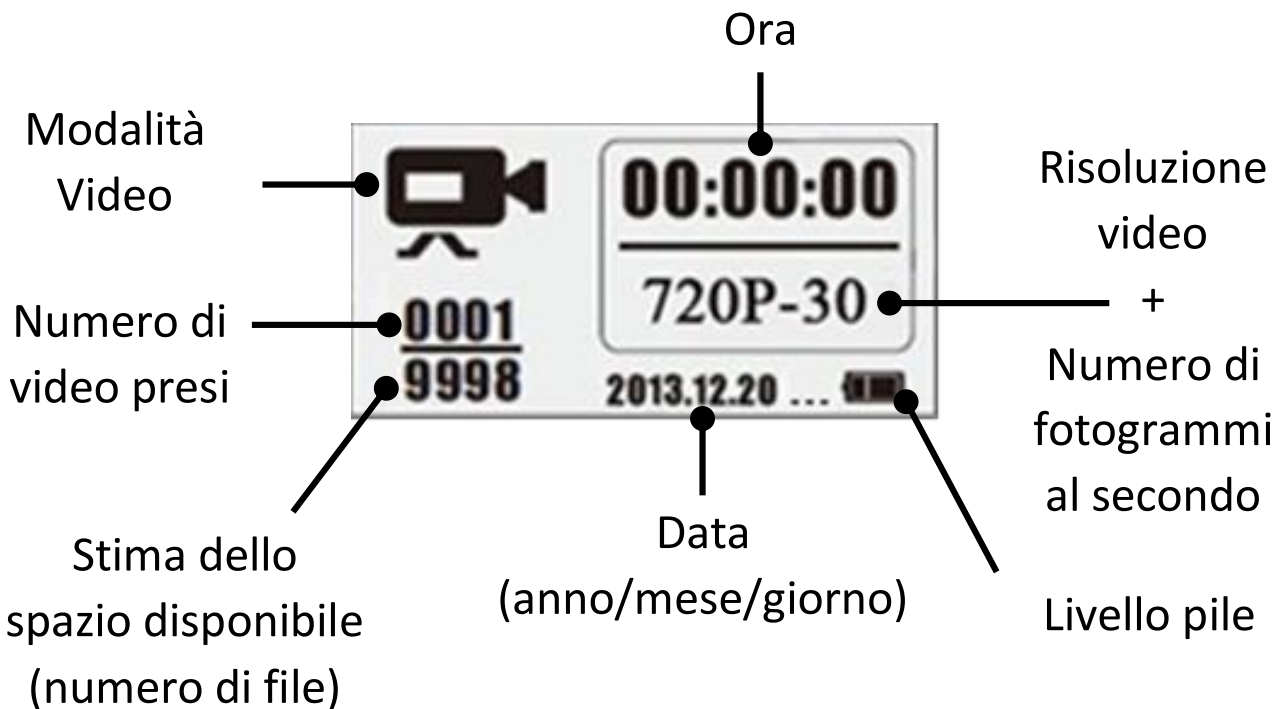 Ora
Modalità
Video
00:00:00
Risoluzione
video
+
Numero di
fotogrammi
al secondo
720P-30
Numero di
video presi
0001
9998
2013.12.20 ...
Stima dello
spazio disponibile
(numero di file)
Data
(anno/mese/giorno)
Livello pile